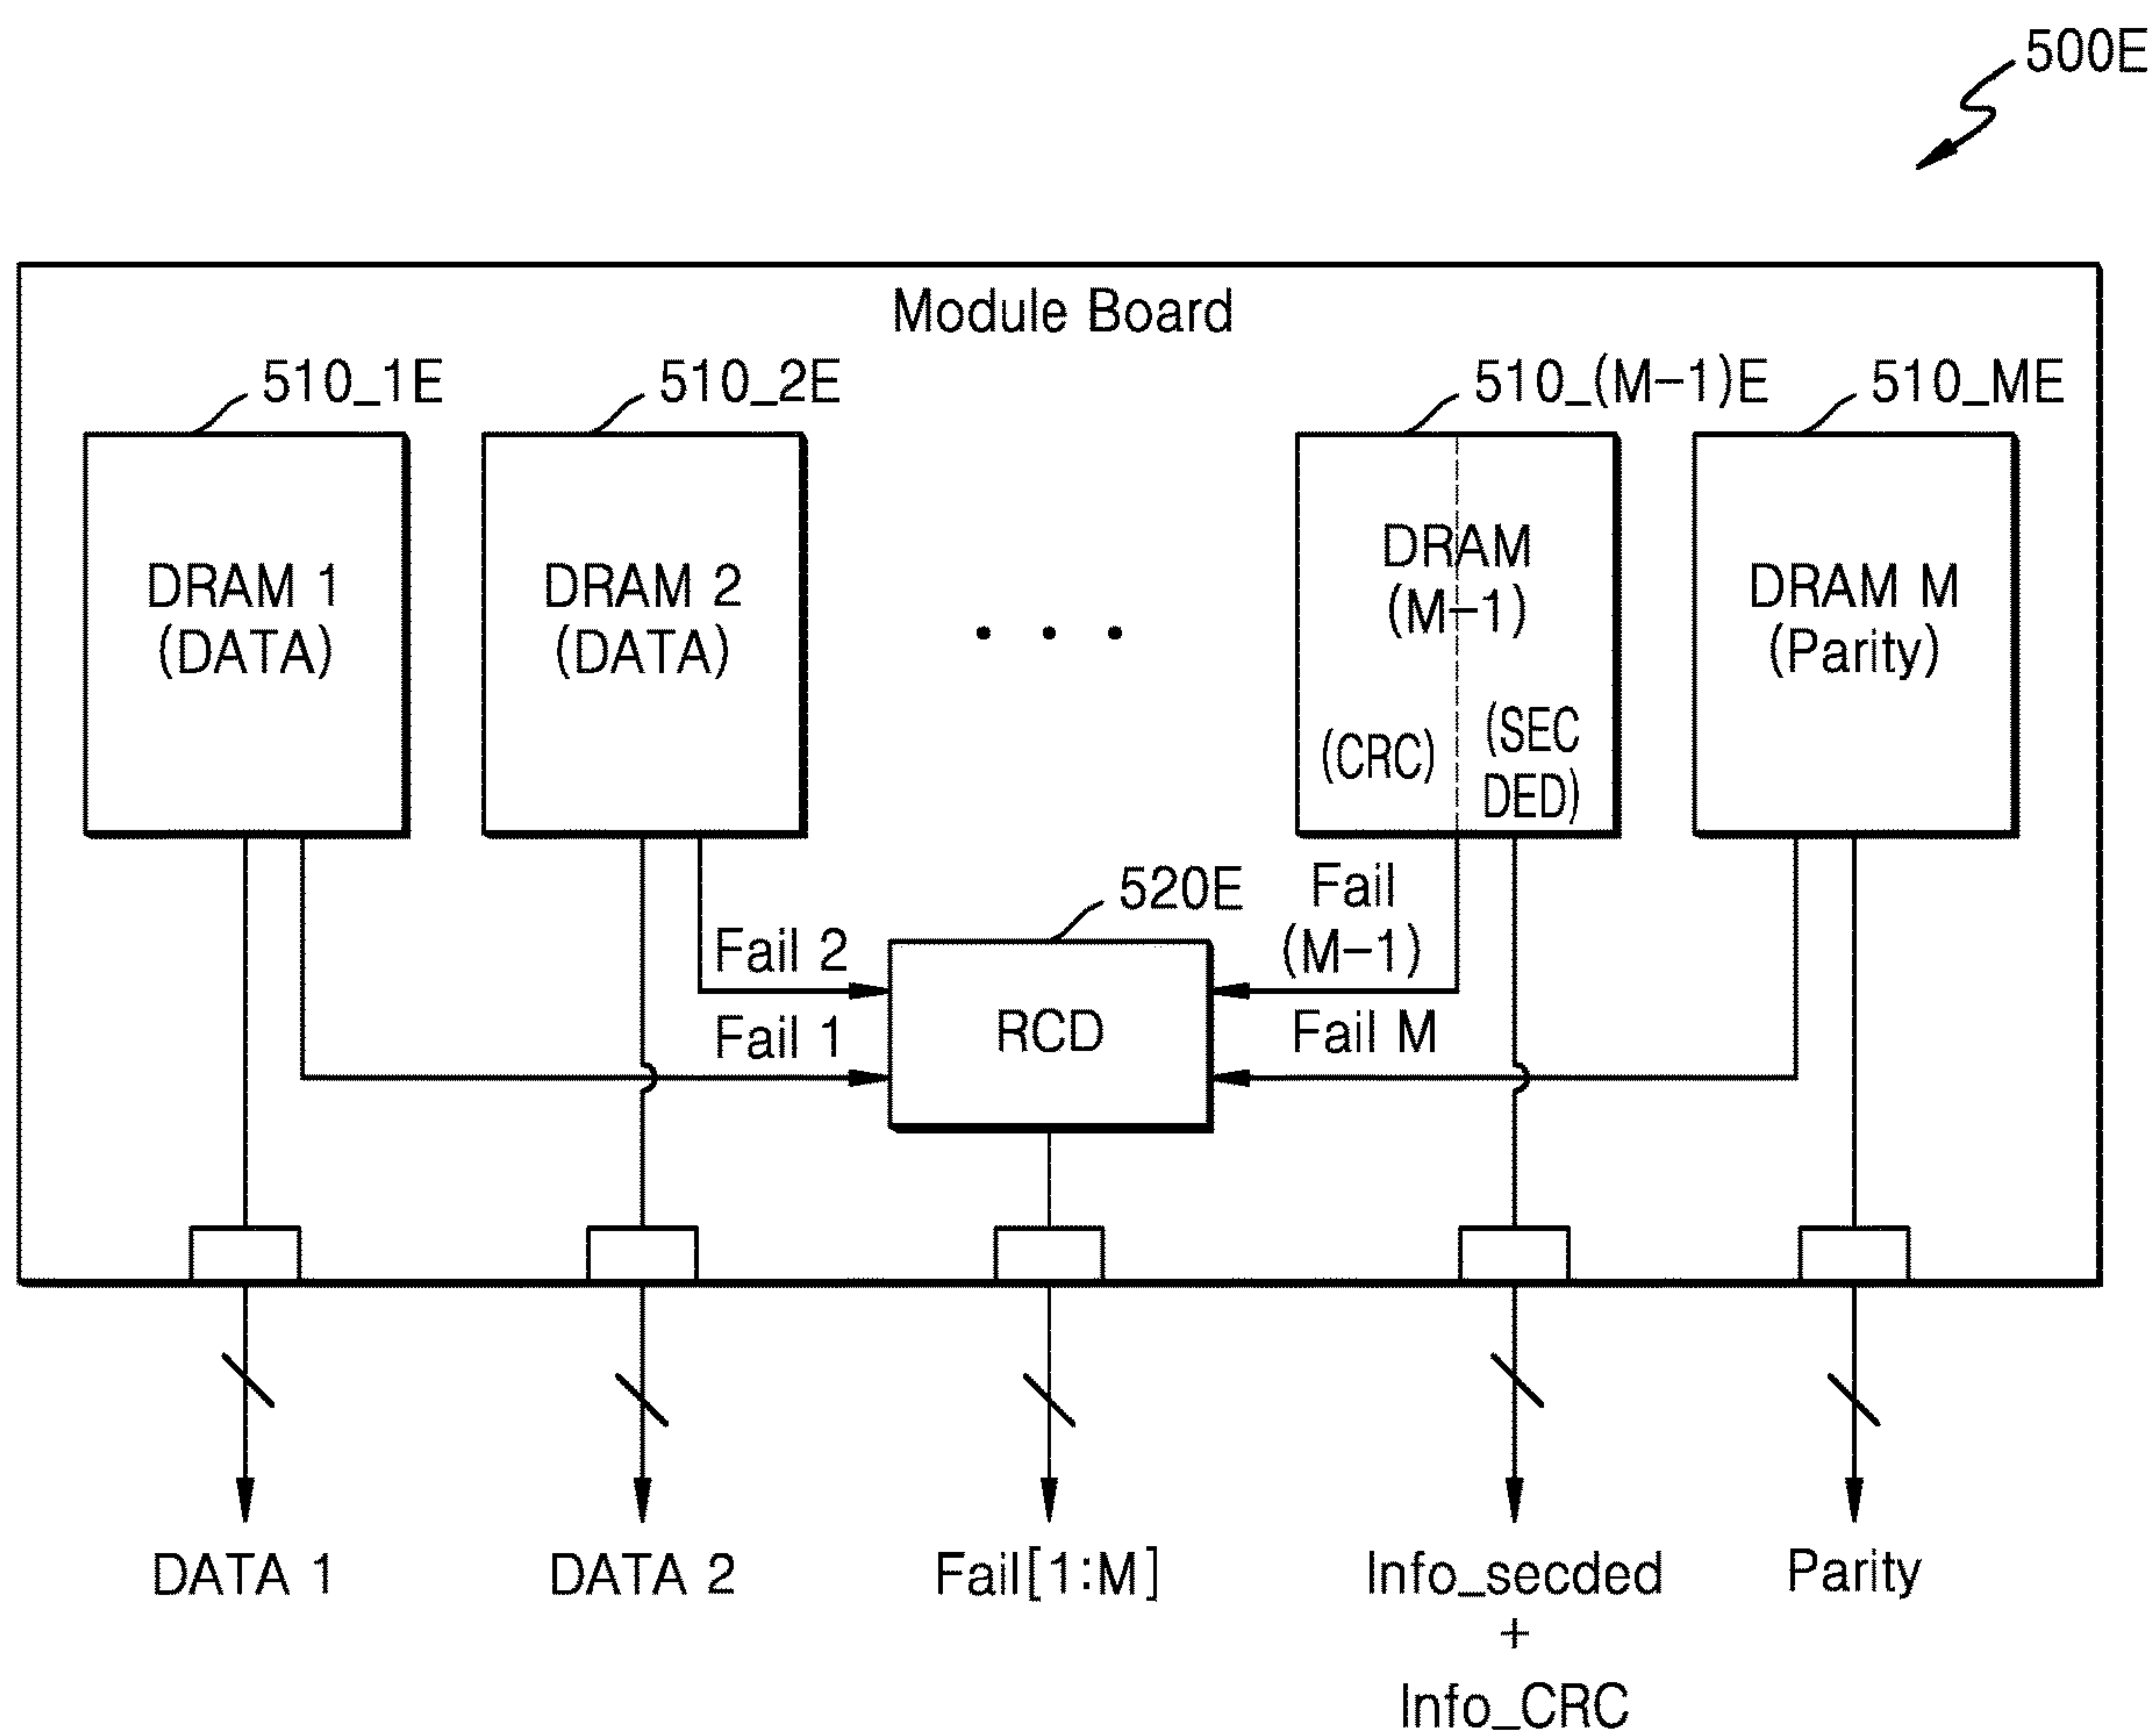 500E
Module Board
510_1E
510_2E
510_(M-1)E
510_ME
DRAM 1
(DATA)
DRAM 2
(DATA)
• • •
DRAM
(M-1)
(CRC)
(SEC
DED)
DRAM M
(Parity)
520E
Fail 2
Fail 1
RCD
Fail
(M-1)
Fail M
DATA 1
DATA 2
Fail[1:M]
Info_secded
+
Info_CRC
Parity